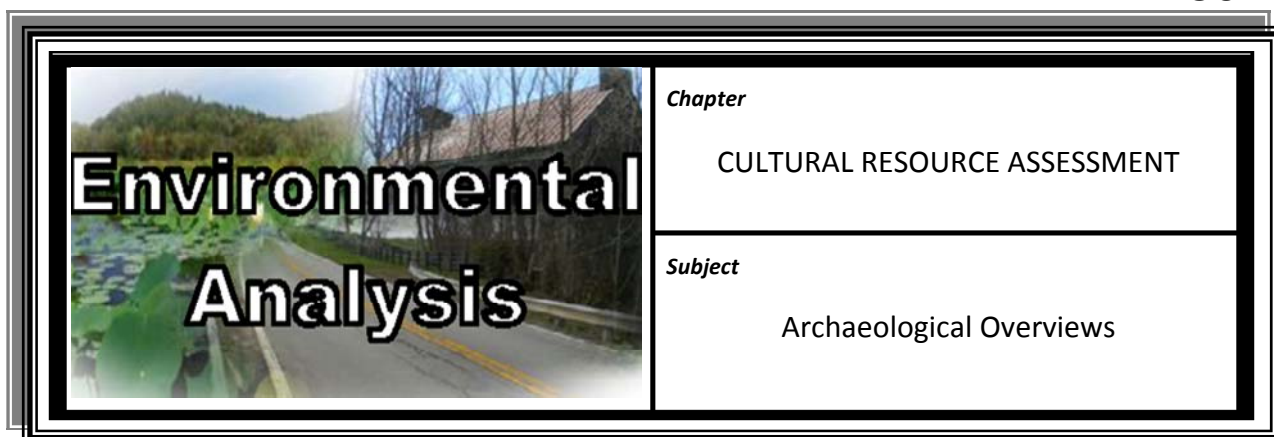 Environmental
Analysis
Chapter
CULTURAL RESOURCE ASSESSMENT
Subject
Archaeological Overviews